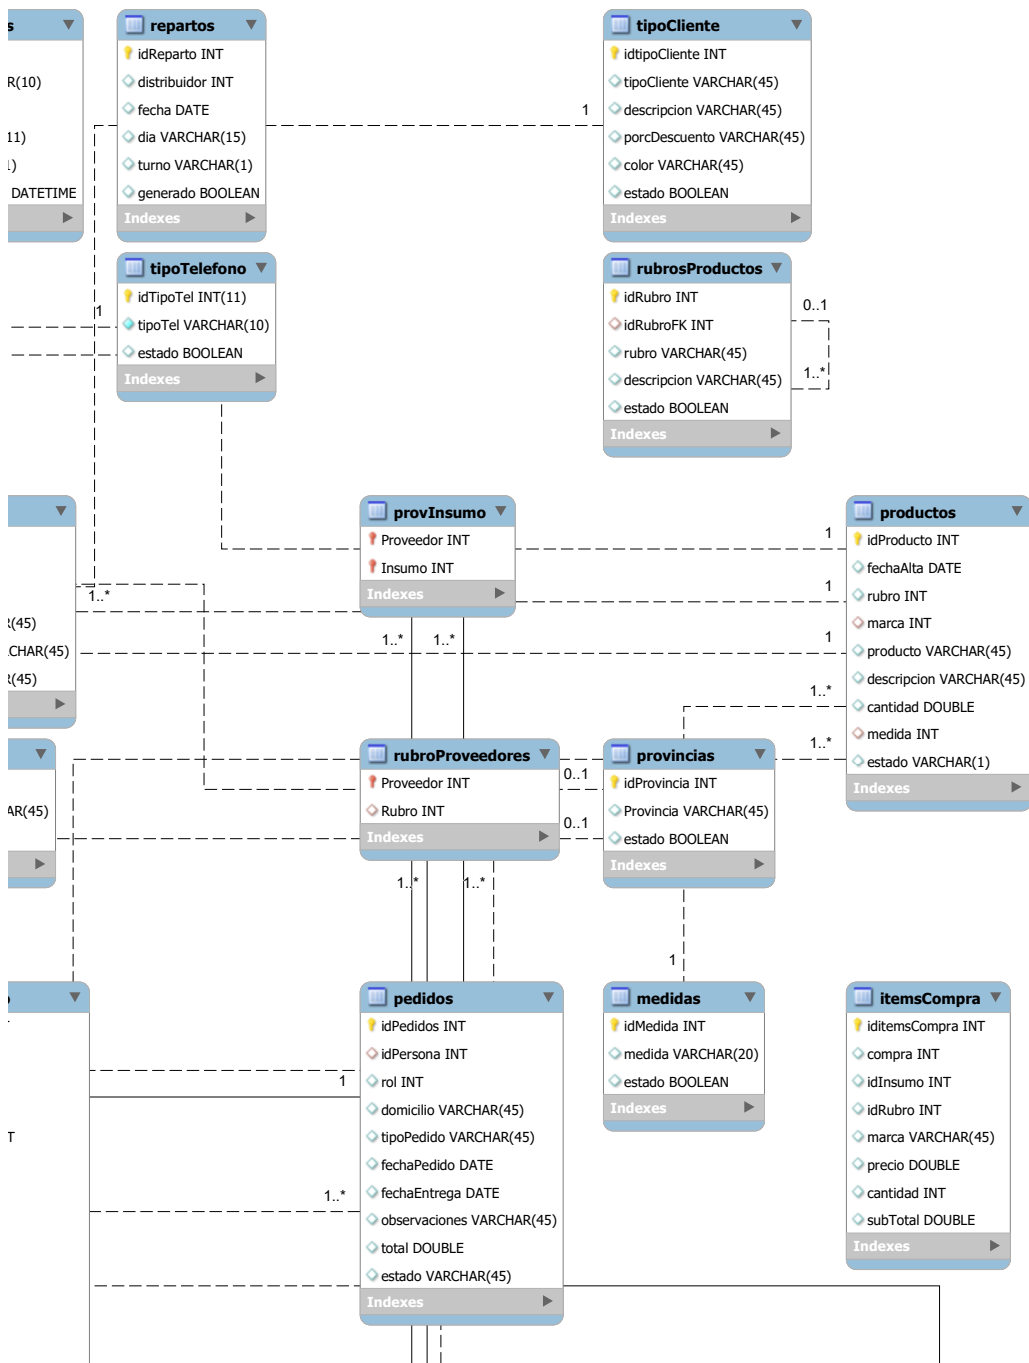 s
R(10)
11)
1)
DATETIME
repartos
idReparto INT
distribuidor INT
fecha DATE
dia VARCHAR(15)
turno VARCHAR(1)
generado BOOLEAN
Indexes
1
tipoCliente
idtipoCliente INT
tipoCliente VARCHAR(45)
descripcion VARCHAR(45)
porcDescuento VARCHAR(45)
color VARCHAR(45)
estado BOOLEAN
Indexes
1
tipoTelefono
idTipoTel INT(11)
tipoTel VARCHAR(10)
estado BOOLEAN
Indexes
rubrosProductos
idRubro INT
idRubroFK INT
rubro VARCHAR(45)
descripcion VARCHAR(45)
estado BOOLEAN
Indexes
0..1
1..*
1..*
(45)
CHAR(45)
(45)
provInsumo
Proveedor INT
Insumo INT
Indexes
1
1
1
1..*
1..*
1..*
1..*
productos
idProducto INT
fechaAlta DATE
rubro INT
marca INT
producto VARCHAR(45)
descripcion VARCHAR(45)
cantidad DOUBLE
medida INT
estado VARCHAR(1)
Indexes
AR(45)
rubroProveedores
Proveedor INT
Rubro INT
Indexes
0..1
0..1
1..*
1..*
provincias
idProvincia INT
Provincia VARCHAR(45)
estado BOOLEAN
Indexes
1
T
pedidos
idPedidos INT
idPersona INT
rol INT
domicilio VARCHAR(45)
tipoPedido VARCHAR(45)
fechaPedido DATE
fechaEntrega DATE
observaciones VARCHAR(45)
total DOUBLE
estado VARCHAR(45)
Indexes
1
1..*
medidas
idMedida INT
medida VARCHAR(20)
estado BOOLEAN
Indexes
itemsCompra
iditemsCompra INT
compra INT
idInsumo INT
idRubro INT
marca VARCHAR(45)
precio DOUBLE
cantidad INT
subTotal DOUBLE
Indexes